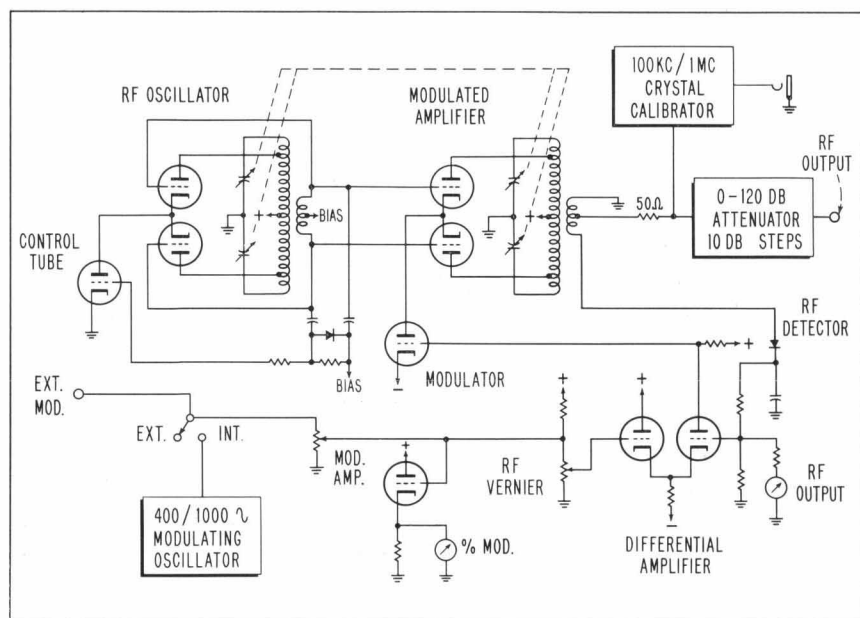 RF OSCILLATOR
MODULATED
AMPLIFIER
100KC/1MC
CRYSTAL
CALIBRATOR
RF
OUTPUT
+
BIAS
+
50Ω
0-120 DB
ATTENUATOR
10 DB STEPS
CONTROL
TUBE
RF
DETECTOR
BIAS
MODULATOR
+
−
EXT.
MOD.
EXT.
INT.
MOD.
AMP.
+
+
+
RF
VERNIER
RF
OUTPUT
400/1000 ~
MODULATING
OSCILLATOR
% MOD.
−
DIFFERENTIAL
AMPLIFIER